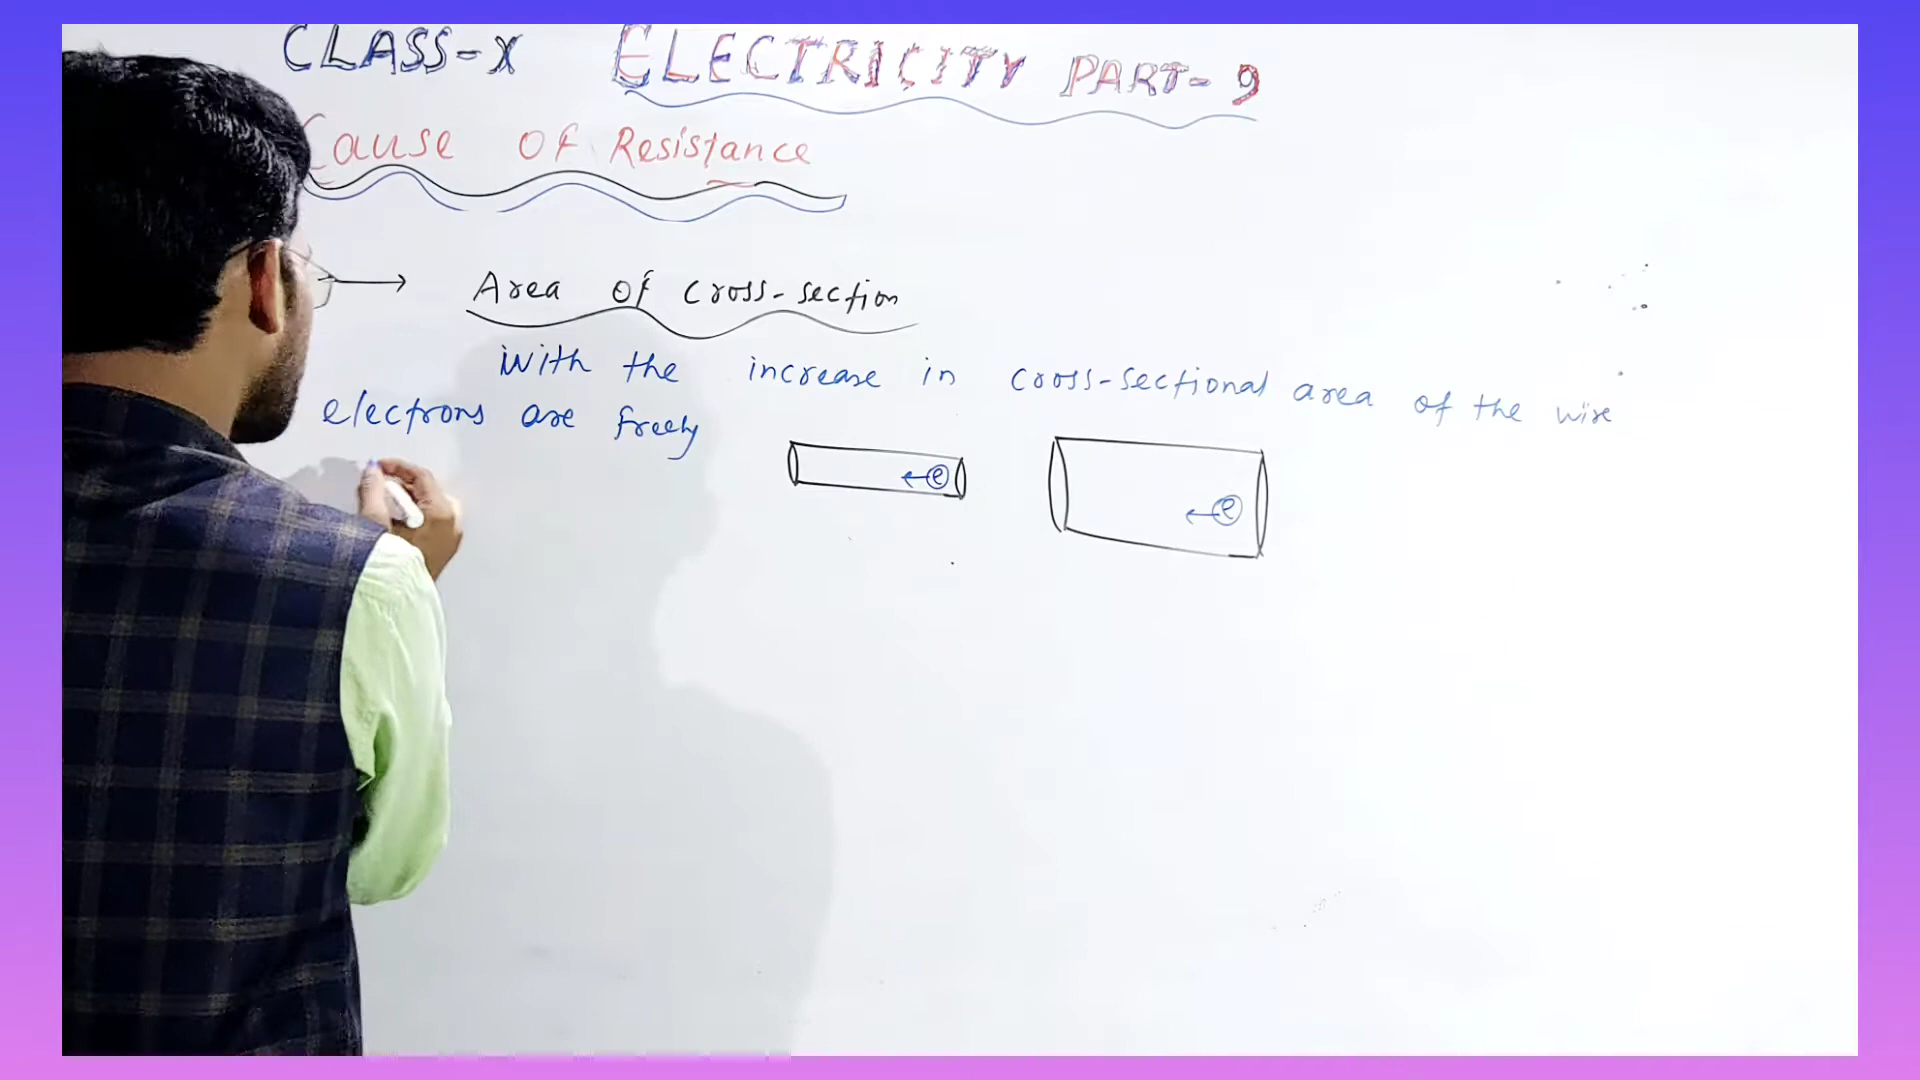 CLASS-X ELECTRICITY PART-9
Cause Of Resistance
Area Of Cross-section
With the increase in cross-sectional area of the wire
electrons are freely
e e